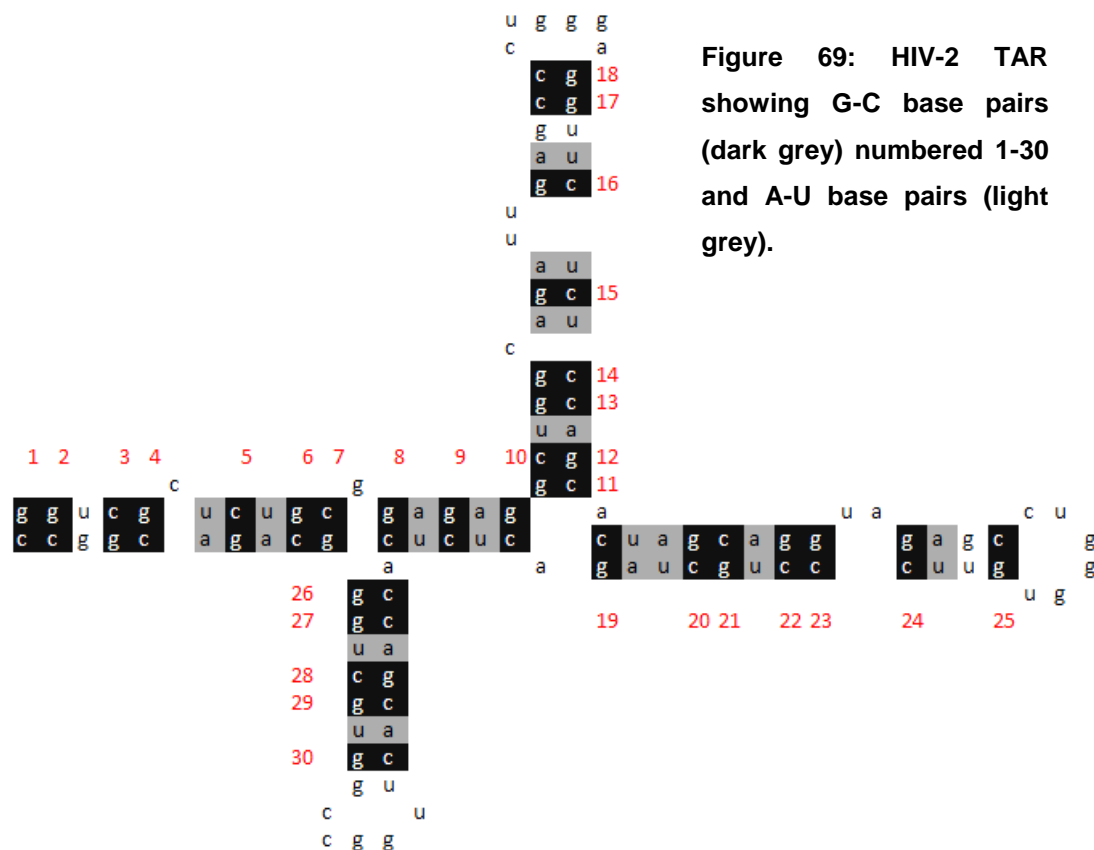 u g g g
c a
c g 18
c g 17
g u
a u
g c 16
u
u
a u
g c 15
a u
c
g c 14
g c 13
u a
1 2 3 4 5 6 7 8 9 10 c g 12
c g g c 11
g g u c g u c u g c g a g a g a u a c u
c c g g c a g a c g c u c u c c u a g c a g g g a g c g
a a g a u c g u c c c u u g g
26 g c u g
27 g c 19 20 21 22 23 24 25
u a
28 c g
29 g c
u a
30 g c
g u
c u
c g g
Figure 69: HIV-2 TAR
showing G-C base pairs
(dark grey) numbered 1-30
and A-U base pairs (light
grey).